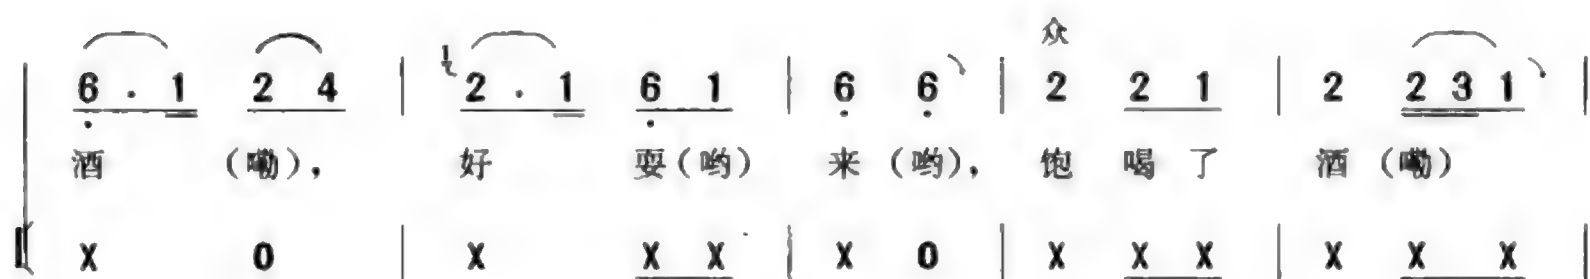 众
6 · 1 2 4 | 1 2 · 1 6 1 | 6 6 | 2 2 1 | 2 2 3 1 |
酒 (嘞), 好 耍(哟) 来(哟), 饱 喝 了 酒(嘞)
X 0 | X X X | X 0 | X X X | X X X |